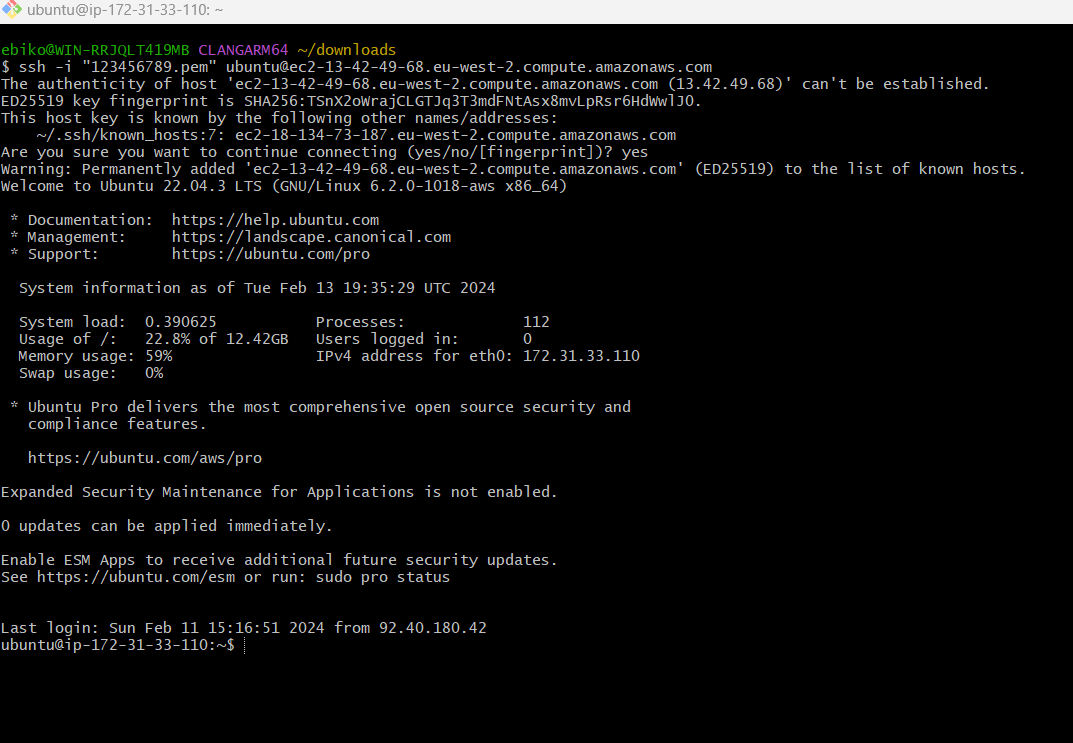 ubuntu@ip-172-31-33-110: ~
ebiko@WIN-RRJQLT419MB CLANGARM64 ~/downloads
$ ssh -i "123456789.pem" ubuntu@ec2-13-42-49-68.eu-west-2.compute.amazonaws.com
The authenticity of host 'ec2-13-42-49-68.eu-west-2.compute.amazonaws.com (13.42.49.68)' can't be established.
ED25519 key fingerprint is SHA256:TSnX2oWrajCLGTJq3T3mdFNtAsx8mvLpRsr6HdWwlJ0.
This host key is known by the following other names/addresses:
    ~/.ssh/known_hosts:7: ec2-18-134-73-187.eu-west-2.compute.amazonaws.com
Are you sure you want to continue connecting (yes/no/[fingerprint])? yes
Warning: Permanently added 'ec2-13-42-49-68.eu-west-2.compute.amazonaws.com' (ED25519) to the list of known hosts.
Welcome to Ubuntu 22.04.3 LTS (GNU/Linux 6.2.0-1018-aws x86_64)
 * Documentation:  https://help.ubuntu.com
 * Management:     https://landscape.canonical.com
 * Support:        https://ubuntu.com/pro
  System information as of Tue Feb 13 19:35:29 UTC 2024
  System load:  0.390625           Processes:             112
  Usage of /:   22.8% of 12.42GB   Users logged in:       0
  Memory usage: 59%                IPv4 address for eth0: 172.31.33.110
  Swap usage:   0%
 * Ubuntu Pro delivers the most comprehensive open source security and
   compliance features.
   https://ubuntu.com/aws/pro
Expanded Security Maintenance for Applications is not enabled.
0 updates can be applied immediately.
Enable ESM Apps to receive additional future security updates.
See https://ubuntu.com/esm or run: sudo pro status
Last login: Sun Feb 11 15:16:51 2024 from 92.40.180.42
ubuntu@ip-172-31-33-110:~$